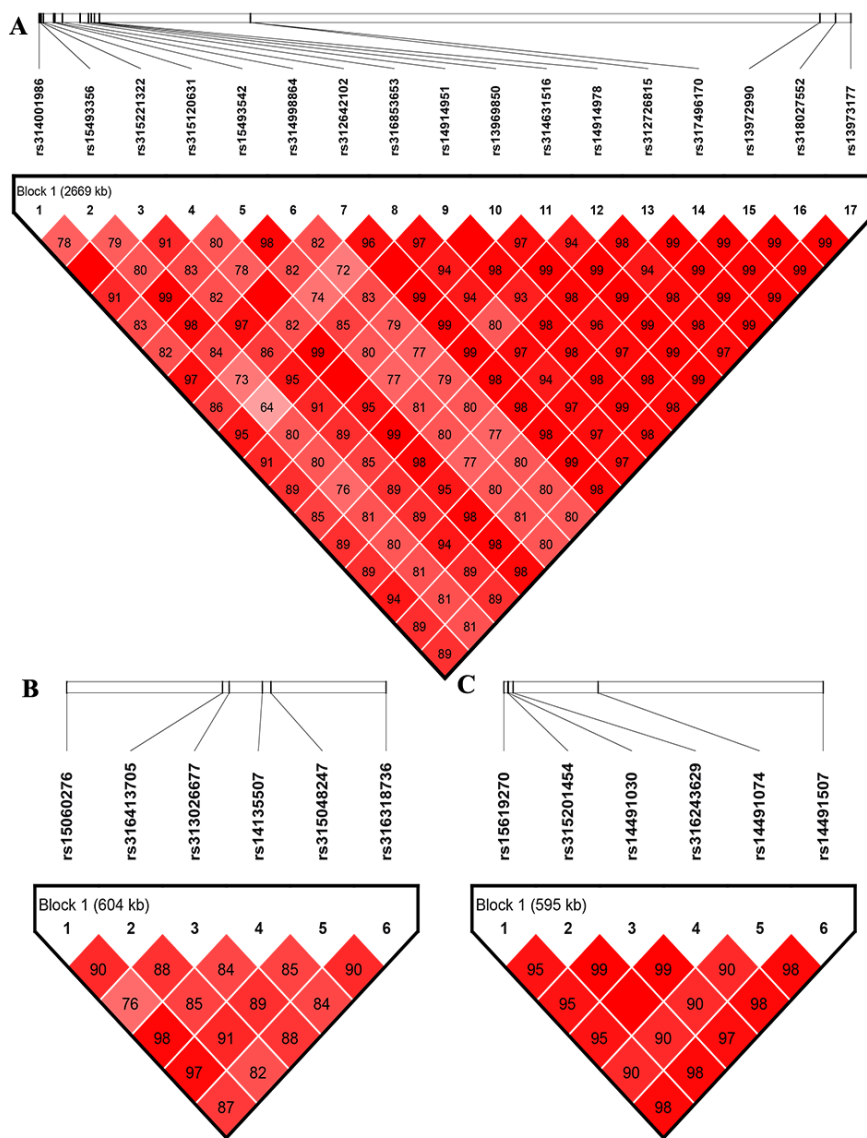 A
rs314001986
rs15493356
rs315221322
rs315120631
rs15493542
rs314998864
rs312642102
rs316853653
rs14914951
rs13969850
rs314631516
rs14914978
rs312726815
rs317496170
rs13972990
rs318027552
rs13973177
Block 1 (2669 kb)
1 2 3 4 5 6 7 8 9 10 11 12 13 14 15 16 17
78 79 91 80 98 82 96 97 97 94 98 99 99 99 99
80 83 78 82 72 94 98 99 99 94 99 99 99
91 99 82 74 83 99 94 93 98 99 98 99 99
83 98 97 82 85 79 99 80 98 96 99 98 99
82 84 86 99 80 77 99 97 98 97 99 97
97 73 95 77 79 98 94 98 98 99
86 64 91 95 81 80 98 97 99 98
95 80 89 99 80 77 98 97 98
91 80 85 98 77 80 99 97
89 76 89 95 80 80 98
85 81 89 98 81 80
89 80 94 98 80
89 81 89 98
94 81 89
89 81
89
B
rs15060276
rs316413705
rs313026677
rs14135507
rs315048247
rs316318736
Block 1 (604 kb)
1 2 3 4 5 6
90 88 84 85 90
76 85 89 84
98 91 88
97 82
87
C
rs15619270
rs315201454
rs14491030
rs316243629
rs14491074
rs14491507
Block 1 (595 kb)
1 2 3 4 5 6
95 99 99 90 98
95 90 98
95 90 97
90 98
98